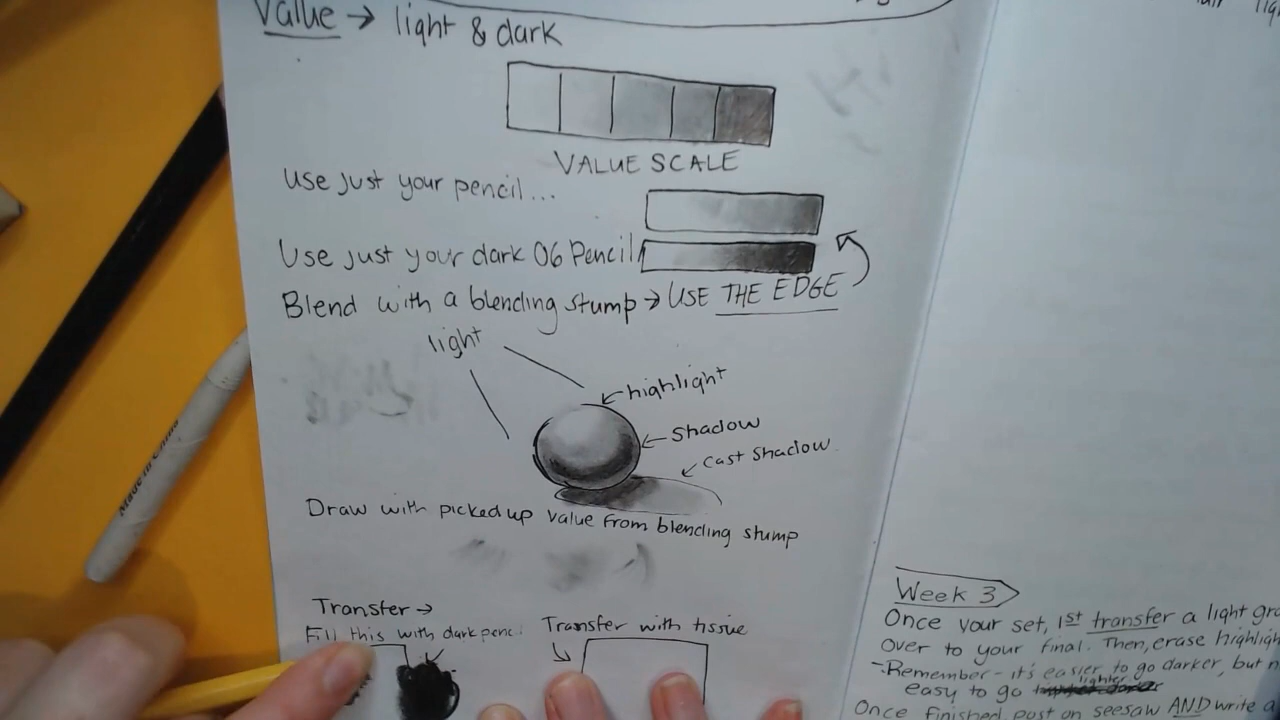 Value → light & dark
VALUE SCALE
Use just your pencil...
Use just your dark 06 Pencil
Blend with a blending stump → USE THE EDGE
light
highlight
Shadow
Cast Shadow
Draw with picked up value from blending stump
Made in China
Transfer →
Fill this with dark penc
Transfer with tissue
Week 3
Once your set, 1st transfer a light
over to your final. Then, erase
- Remember - it's easier to go darker, but
lighter
easy to go
Once finished post on seesaw AND write